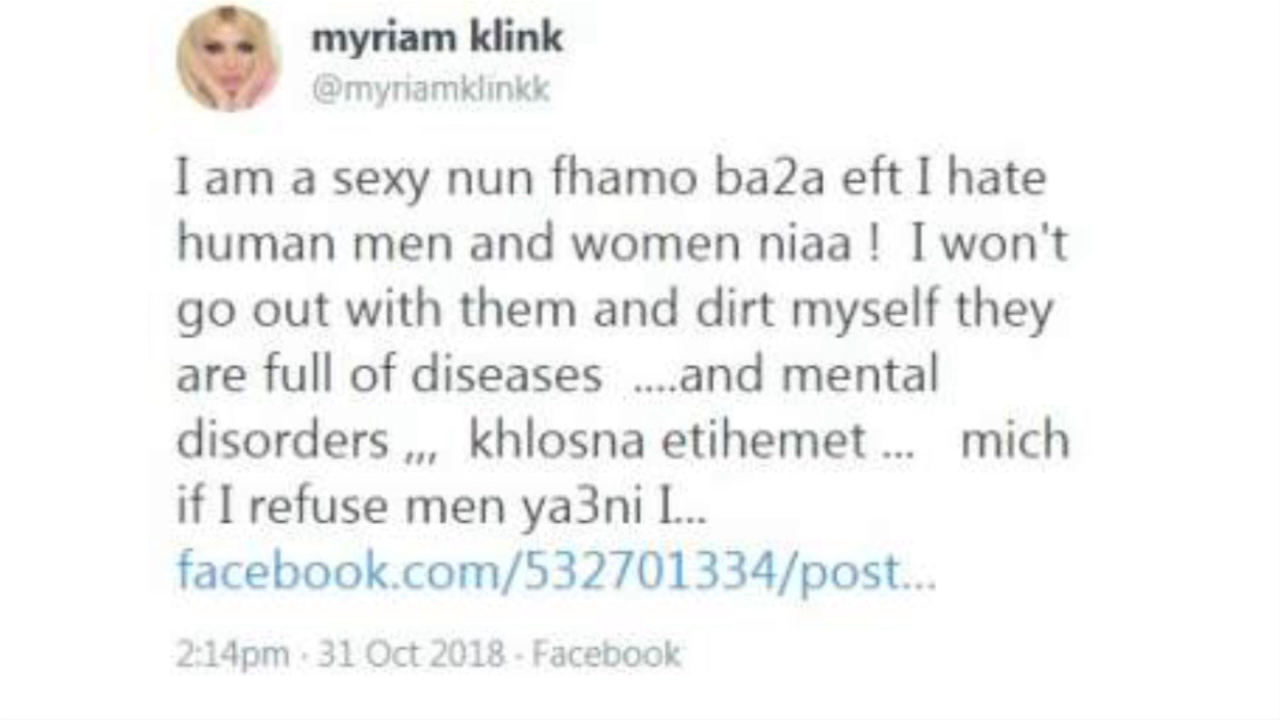 myriam klink
@myriamklinkk
I am a sexy nun fhamo ba2a eft I hate
human men and women niaa ! I won't
go out with them and dirt myself they
are full of diseases ....and mental
disorders ,,, khlosna etihemet ... mich
if I refuse men ya3ni I...
facebook.com/532701334/post...
2:14pm · 31 Oct 2018 · Facebook